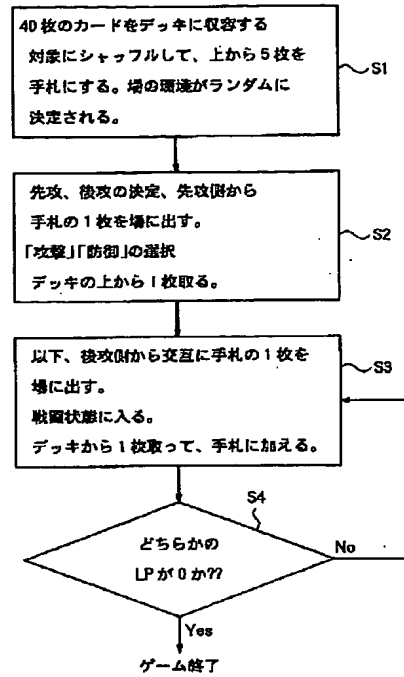 40枚のカードをデッキに収容する
対象にシャッフルして、上から5枚を
手札にする。場の環境がランダムに
決定される。
S1
先攻、後攻の決定、先攻側から
手札の1枚を場に出す。
「攻撃」「防御」の選択
デッキの上から1枚取る。
S2
以下、後攻側から交互に手札の1枚を
場に出す。
戦闘状態に入る。
デッキから1枚取って、手札に加える。
S3
S4
どちらかの
LPが0か??
No
Yes
ゲーム終了